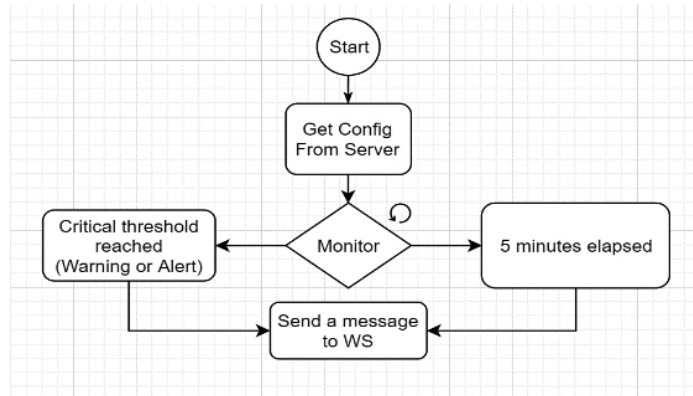 Start
Get Config
From Server
Critical threshold
reached
(Warning or Alert)
Monitor
5 minutes elapsed
Send a message
to WS